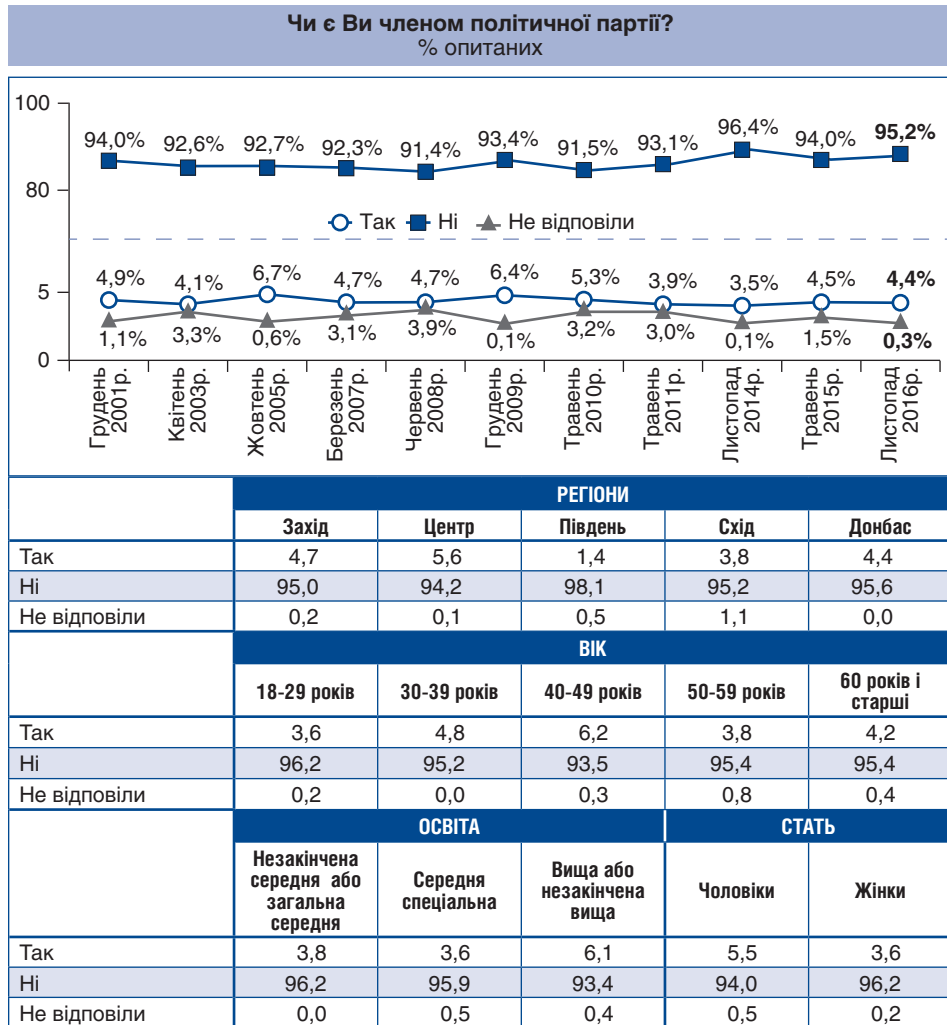 Чи є Ви членом політичної партії?
% опитаних
100
94,0% 92,6% 92,7% 92,3% 91,4% 93,4% 91,5% 93,1% 96,4% 94,0% 95,2%
80
Так Ні Не відповіли
4,9% 4,1% 6,7% 4,7% 4,7% 6,4% 5,3% 3,9% 3,5% 4,5% 4,4%
5
1,1% 3,3% 0,6% 3,1% 3,9% 0,1% 3,2% 3,0% 0,1% 1,5% 0,3%
0
Грудень
2001р.
Квітень
2003р.
Жовтень
2005р.
Березень
2007р.
Червень
2008р.
Грудень
2009р.
Травень
2010р.
Травень
2011р.
Листопад
2014р.
Травень
2015р.
Листопад
2016р.
РЕГІОНИ
Захід Центр Південь Схід Донбас
Так 4,7 5,6 1,4 3,8 4,4
Ні 95,0 94,2 98,1 95,2 95,6
Не відповіли 0,2 0,1 0,5 1,1 0,0
ВІК
18-29 років 30-39 років 40-49 років 50-59 років 60 років і
старші
Так 3,6 4,8 6,2 3,8 4,2
Ні 96,2 95,2 93,5 95,4 95,4
Не відповіли 0,2 0,0 0,3 0,8 0,4
ОСВІТА СТАТЬ
Незакінчена
середня або
загальна
середня
Середня
спеціальна
Вища або
незакінчена
вища
Чоловіки
Жінки
Так 3,8 3,6 6,1 5,5 3,6
Ні 96,2 95,9 93,4 94,0 96,2
Не відповіли 0,0 0,5 0,4 0,5 0,2